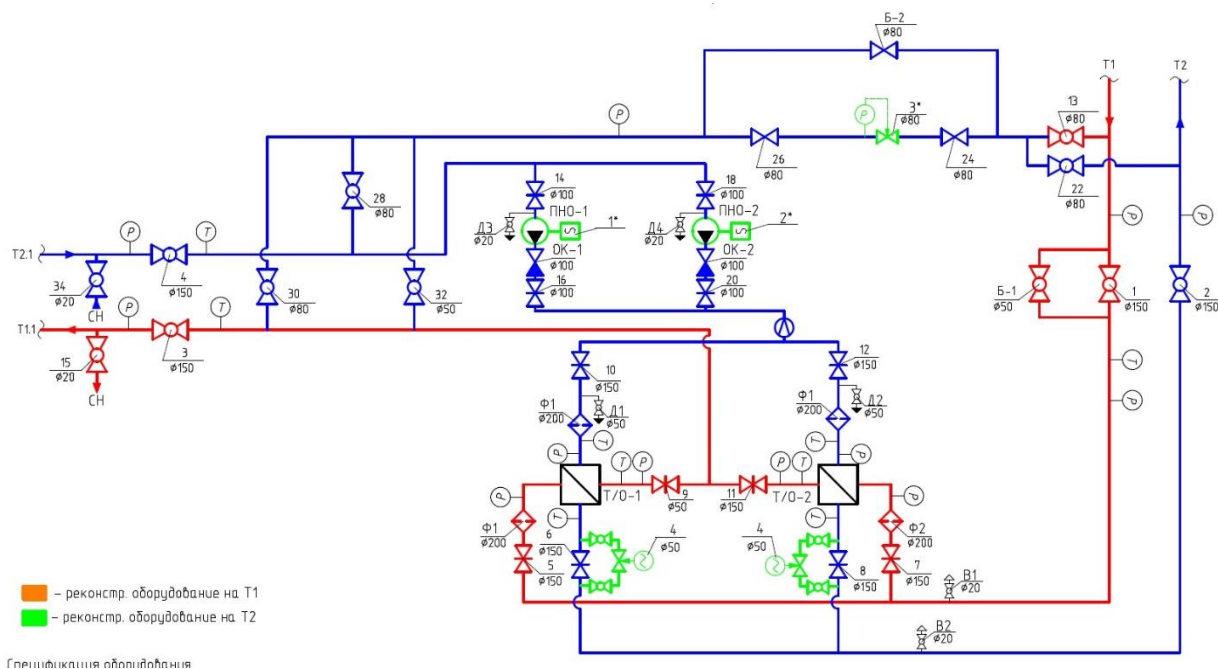 Б-2
ø80
Т1
Т2
13
ø80
P
P
3*
ø80
26
ø80
24
ø80
22
ø80
14
ø100
18
ø100
28
ø80
Д3
ø20
ПНО-1
S
1*
Д4
ø20
ПНО-2
S
2*
P
P
Т2.1
P
T
4
ø150
ОК-1
ø100
ОК-2
ø100
34
ø20
СН
30
ø80
32
ø50
16
ø100
20
ø100
Б-1
ø50
1
ø150
2
ø150
Т1.1
P
T
3
ø150
15
ø20
СН
10
ø150
12
ø150
T
P
Ф1
ø200
Д1
ø50
Ф1
ø200
Д2
ø50
T
P
T
P
P
T
P
P
T
P
Т/О-1
9
ø50
11
ø150
Т/О-2
T
T
Ф1
ø200
6
ø150
4
ø50
4
ø50
Ф2
ø200
5
ø150
8
ø150
7
ø150
В1
ø20
В2
ø20
– реконстр. оборудование на Т1
– реконстр. оборудование на Т2
Спецификация оборудования